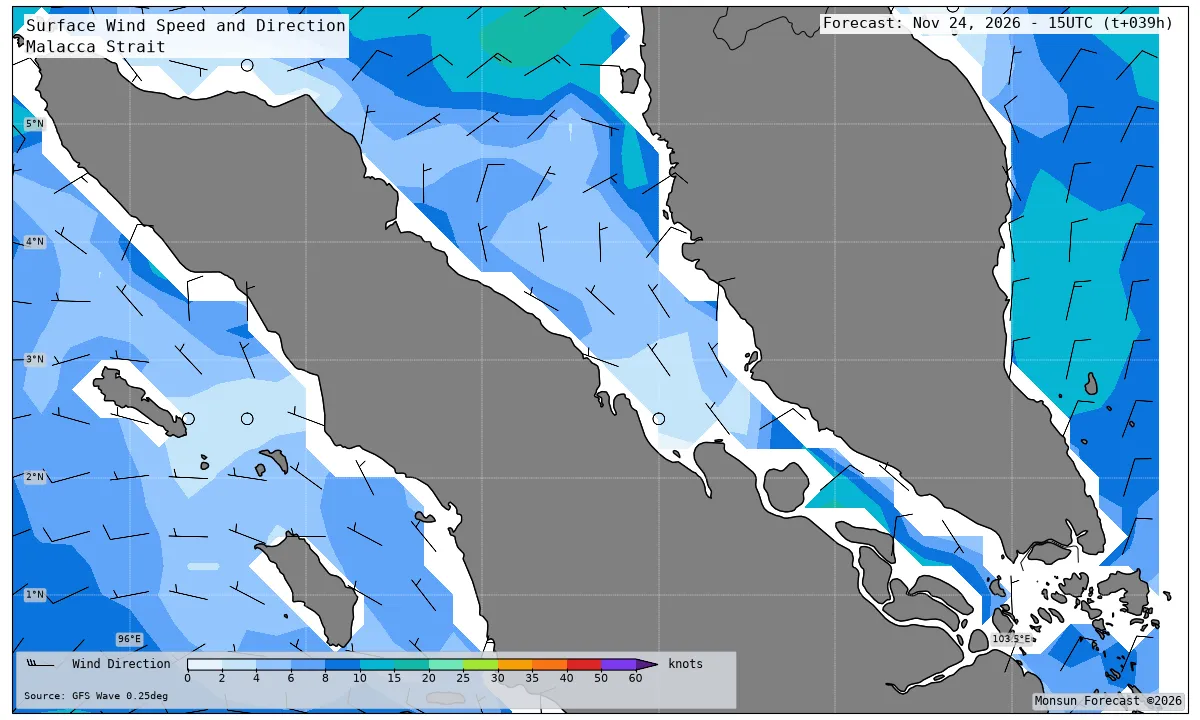 Surface Wind Speed and Direction
Malacca Strait
Forecast: Nov 24, 2026 - 15UTC (t+039h)
5°N
4°N
3°N
2°N
1°N
96°E
103.5°E
Wind Direction
knots
0 2 4 6 8 10 15 20 25 30 35 40 50 60
Source: GFS Wave 0.25deg
Monsun Forecast ©2026